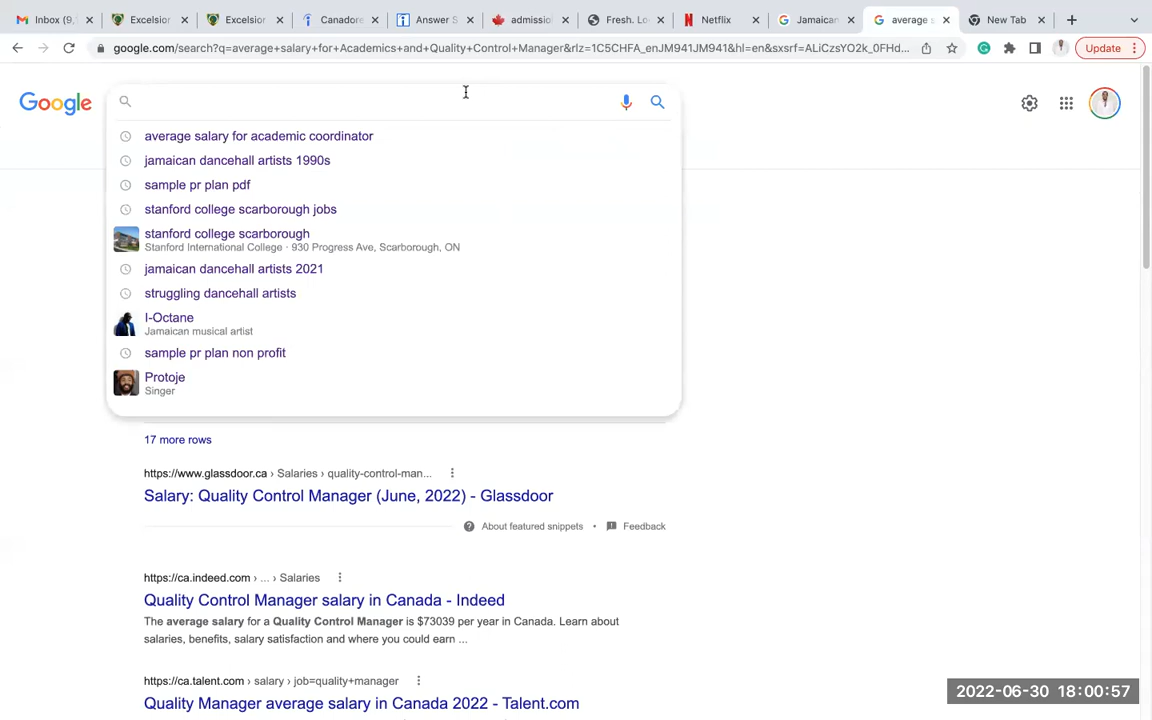 Inbox (9,
Excelsior
Excelsior
Canadore
Answer S
admissio
Fresh. Lo
Netflix
Jamaican
average s
New Tab
google.com/search?q=average+salary+for+Academics+and+Quality+Control+Manager&rlz=1C5CHFA_enJM941JM941&hl=en&sxsrf=ALiCzsYO2k_0FHd...
Update
Google
average salary for academic coordinator
jamaican dancehall artists 1990s
sample pr plan pdf
stanford college scarborough jobs
stanford college scarborough
Stanford International College · 930 Progress Ave, Scarborough, ON
jamaican dancehall artists 2021
struggling dancehall artists
I-Octane
Jamaican musical artist
sample pr plan non profit
Protoje
Singer
17 more rows
https://www.glassdoor.ca › Salaries › quality-control-man...
Salary: Quality Control Manager (June, 2022) - Glassdoor
About featured snippets • Feedback
https://ca.indeed.com › ... › Salaries
Quality Control Manager salary in Canada - Indeed
The average salary for a Quality Control Manager is $73039 per year in Canada. Learn about
salaries, benefits, salary satisfaction and where you could earn ...
https://ca.talent.com › salary › job=quality+manager
Quality Manager average salary in Canada 2022 - Talent.com
2022-06-30 18:00:57